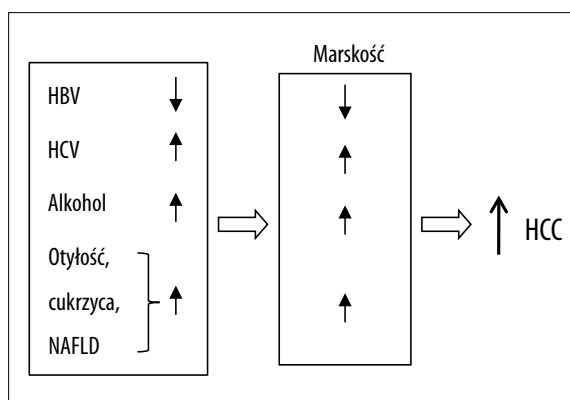 Marskość
HBV
HCV
Alkohol
Otyłość,
cukrzyca,
NAFLD
HCC